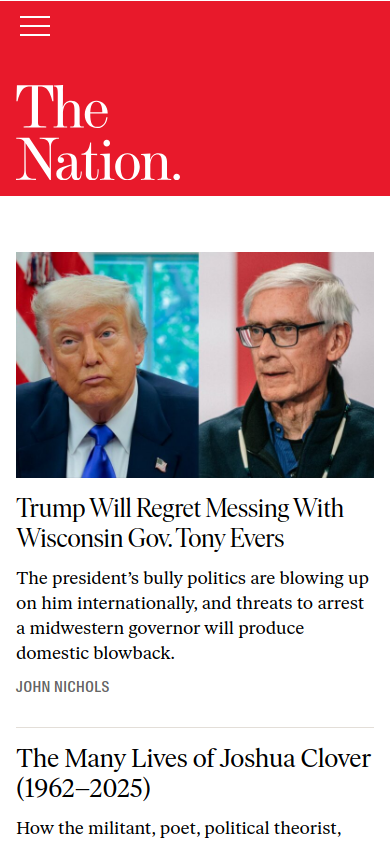 The
Nation.
Trump Will Regret Messing With
Wisconsin Gov. Tony Evers
The president’s bully politics are blowing up
on him internationally, and threats to arrest
a midwestern governor will produce
domestic blowback.
JOHN NICHOLS
The Many Lives of Joshua Clover
(1962–2025)
How the militant, poet, political theorist,